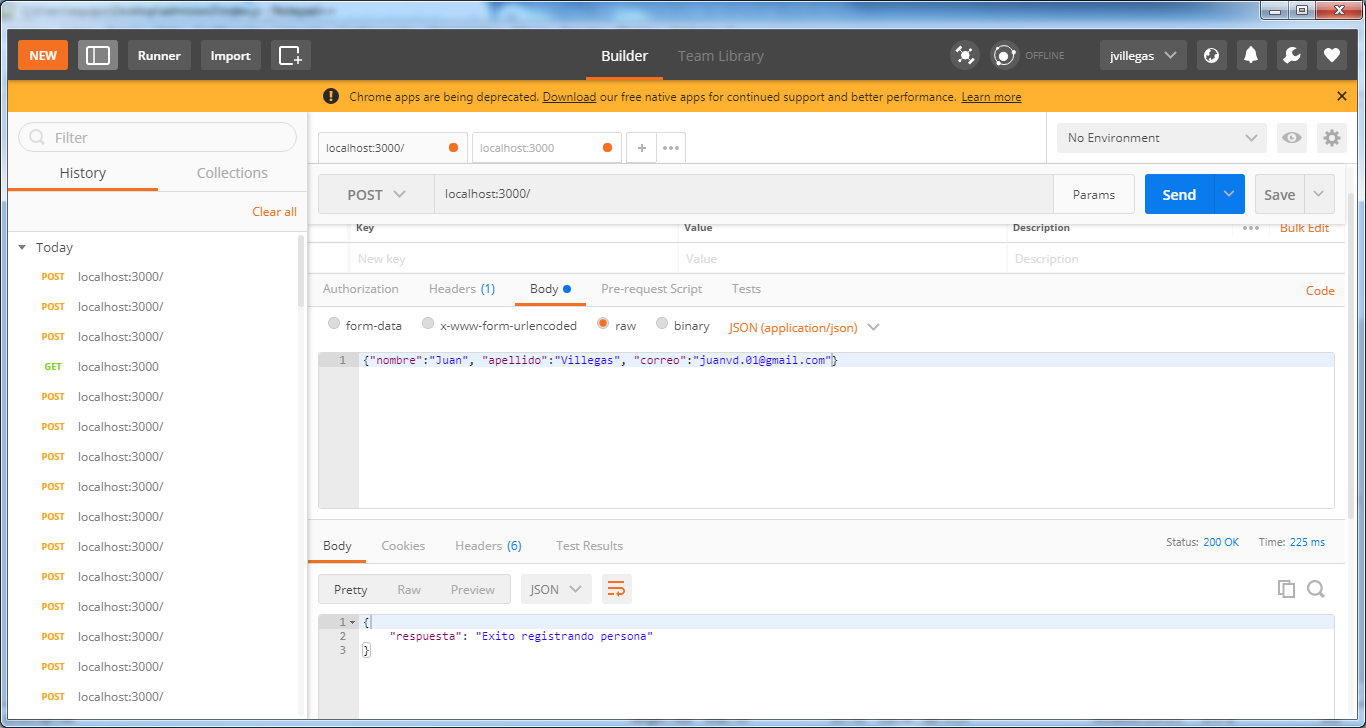 NEW Runner Import Builder Team Library OFFLINE jvillegas
Chrome apps are being deprecated. Download our free native apps for continued support and better performance. Learn more
Filter
History Collections
Clear all
Today
POST localhost:3000/
POST localhost:3000/
POST localhost:3000/
GET localhost:3000
POST localhost:3000/
POST localhost:3000/
POST localhost:3000/
POST localhost:3000/
POST localhost:3000/
POST localhost:3000/
POST localhost:3000/
POST localhost:3000/
POST localhost:3000/
POST localhost:3000/
POST localhost:3000/
localhost:3000/ localhost:3000 + ••• No Environment
POST localhost:3000/ Params Send Save
Key Value Description ••• Bulk Edit
New key Value Description
Authorization Headers (1) Body Pre-request Script Tests Code
form-data x-www-form-urlencoded raw binary JSON (application/json)
1 {"nombre":"Juan", "apellido":"Villegas", "correo":"juanvd.01@gmail.com"}
Body Cookies Headers (6) Test Results Status: 200 OK Time: 225 ms
Pretty Raw Preview JSON
1 {
2 "respuesta": "Exito registrando persona"
3 }